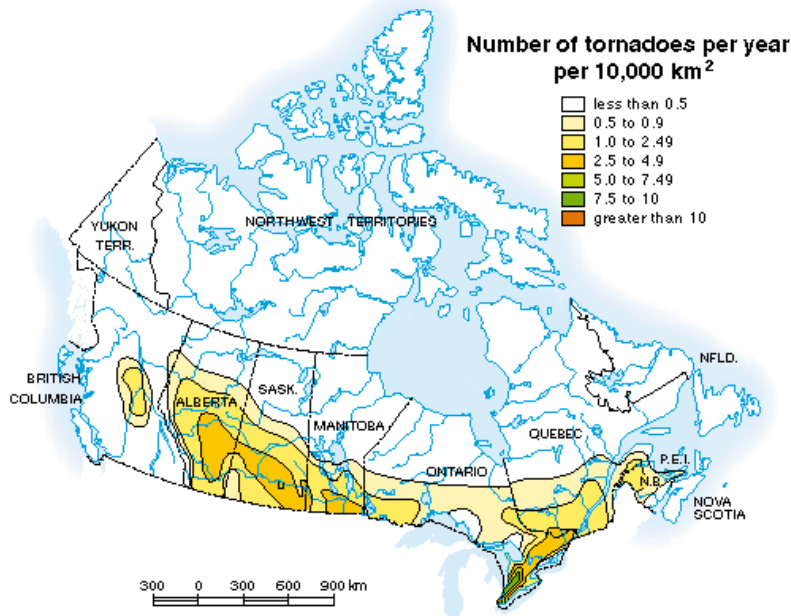 Number of tornadoes per year
per 10,000 km²
less than 0.5
0.5 to 0.9
1.0 to 2.49
2.5 to 4.9
5.0 to 7.49
7.5 to 10
greater than 10
YUKON
TERR.
NORTHWEST TERRITORIES
BRITISH
COLUMBIA
ALBERTA
SASK.
MANITOBA
ONTARIO
QUEBEC
NFLD.
P.E.I.
N.B.
NOVA
SCOTIA
300 0 300 600 900 km